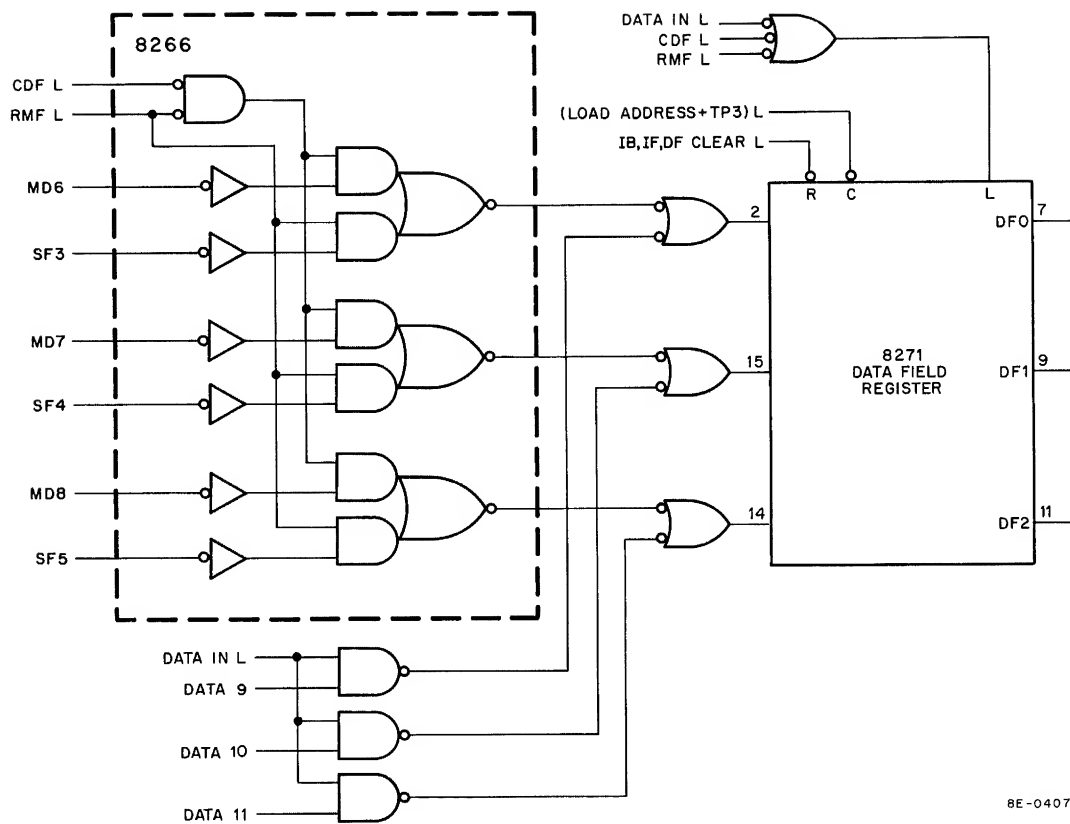 8266
CDF L
RMF L
MD6
SF3
MD7
SF4
MD8
SF5
DATA IN L
DATA 9
DATA 10
DATA 11
DATA IN L
CDF L
RMF L
(LOAD ADDRESS+TP3) L
IB, IF, DF CLEAR L
R
C
L
2
15
14
8271
DATA FIELD
REGISTER
DF0
7
DF1
9
DF2
11
8E-0407